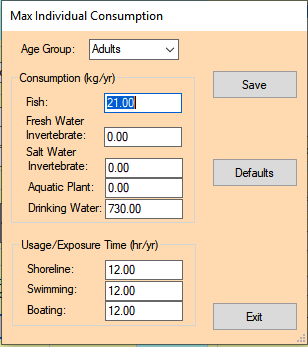 Max Individual Consumption
Age Group: Adults
Consumption (kg/yr)
Save
Fish: 21.00
Fresh Water
Invertebrate: 0.00
Salt Water
Invertebrate: 0.00
Defaults
Aquatic Plant: 0.00
Drinking Water: 730.00
Usage/Exposure Time (hr/yr)
Shoreline: 12.00
Swimming: 12.00
Boating: 12.00
Exit